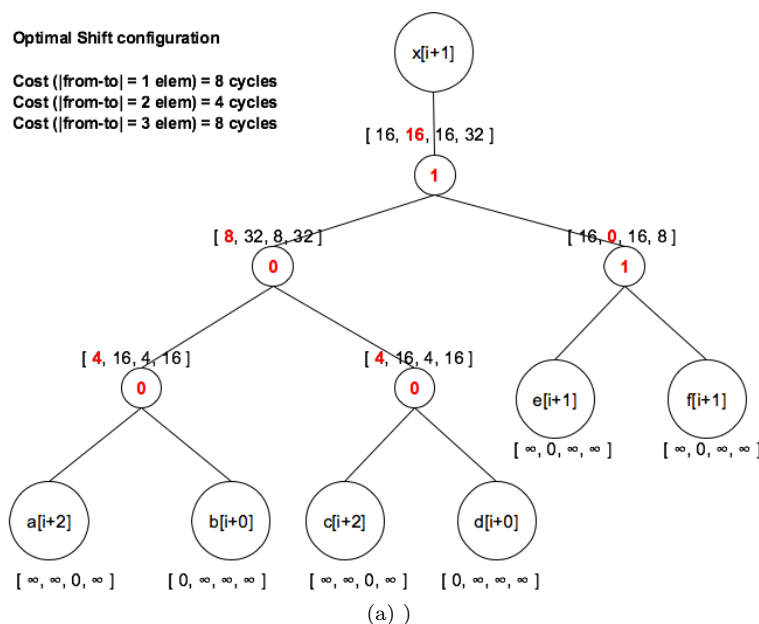 Optimal Shift configuration
Cost (|from-to| = 1 elem) = 8 cycles
Cost (|from-to| = 2 elem) = 4 cycles
Cost (|from-to| = 3 elem) = 8 cycles
x[i+1]
[ 16, 16, 16, 32 ]
1
[ 8, 32, 8, 32 ]
0
[ 16, 0, 16, 8 ]
1
[ 4, 16, 4, 16 ]
0
[ 4, 16, 4, 16 ]
0
e[i+1]
[ ∞, 0, ∞, ∞ ]
f[i+1]
[ ∞, 0, ∞, ∞ ]
a[i+2]
[ ∞, ∞, 0, ∞ ]
b[i+0]
[ 0, ∞, ∞, ∞ ]
c[i+2]
[ ∞, ∞, 0, ∞ ]
d[i+0]
[ 0, ∞, ∞, ∞ ]
(a) )